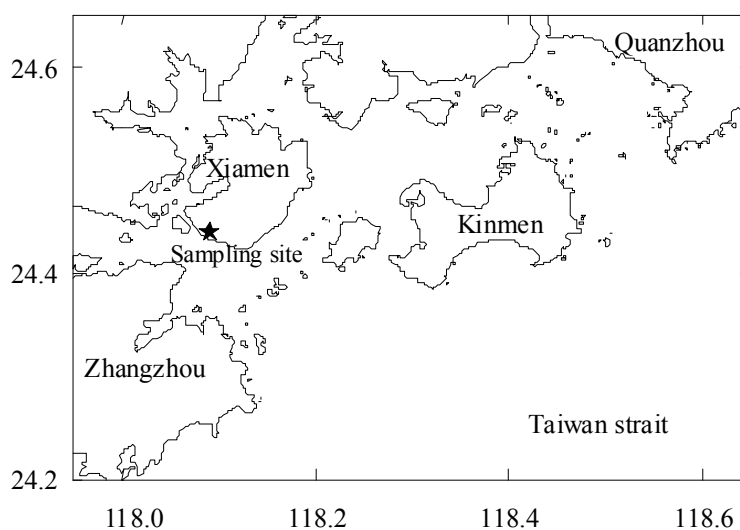 Quanzhou
24.6
Xiamen
Kinmen
Sampling site
24.4
Zhangzhou
Taiwan strait
24.2
118.0 118.2 118.4 118.6